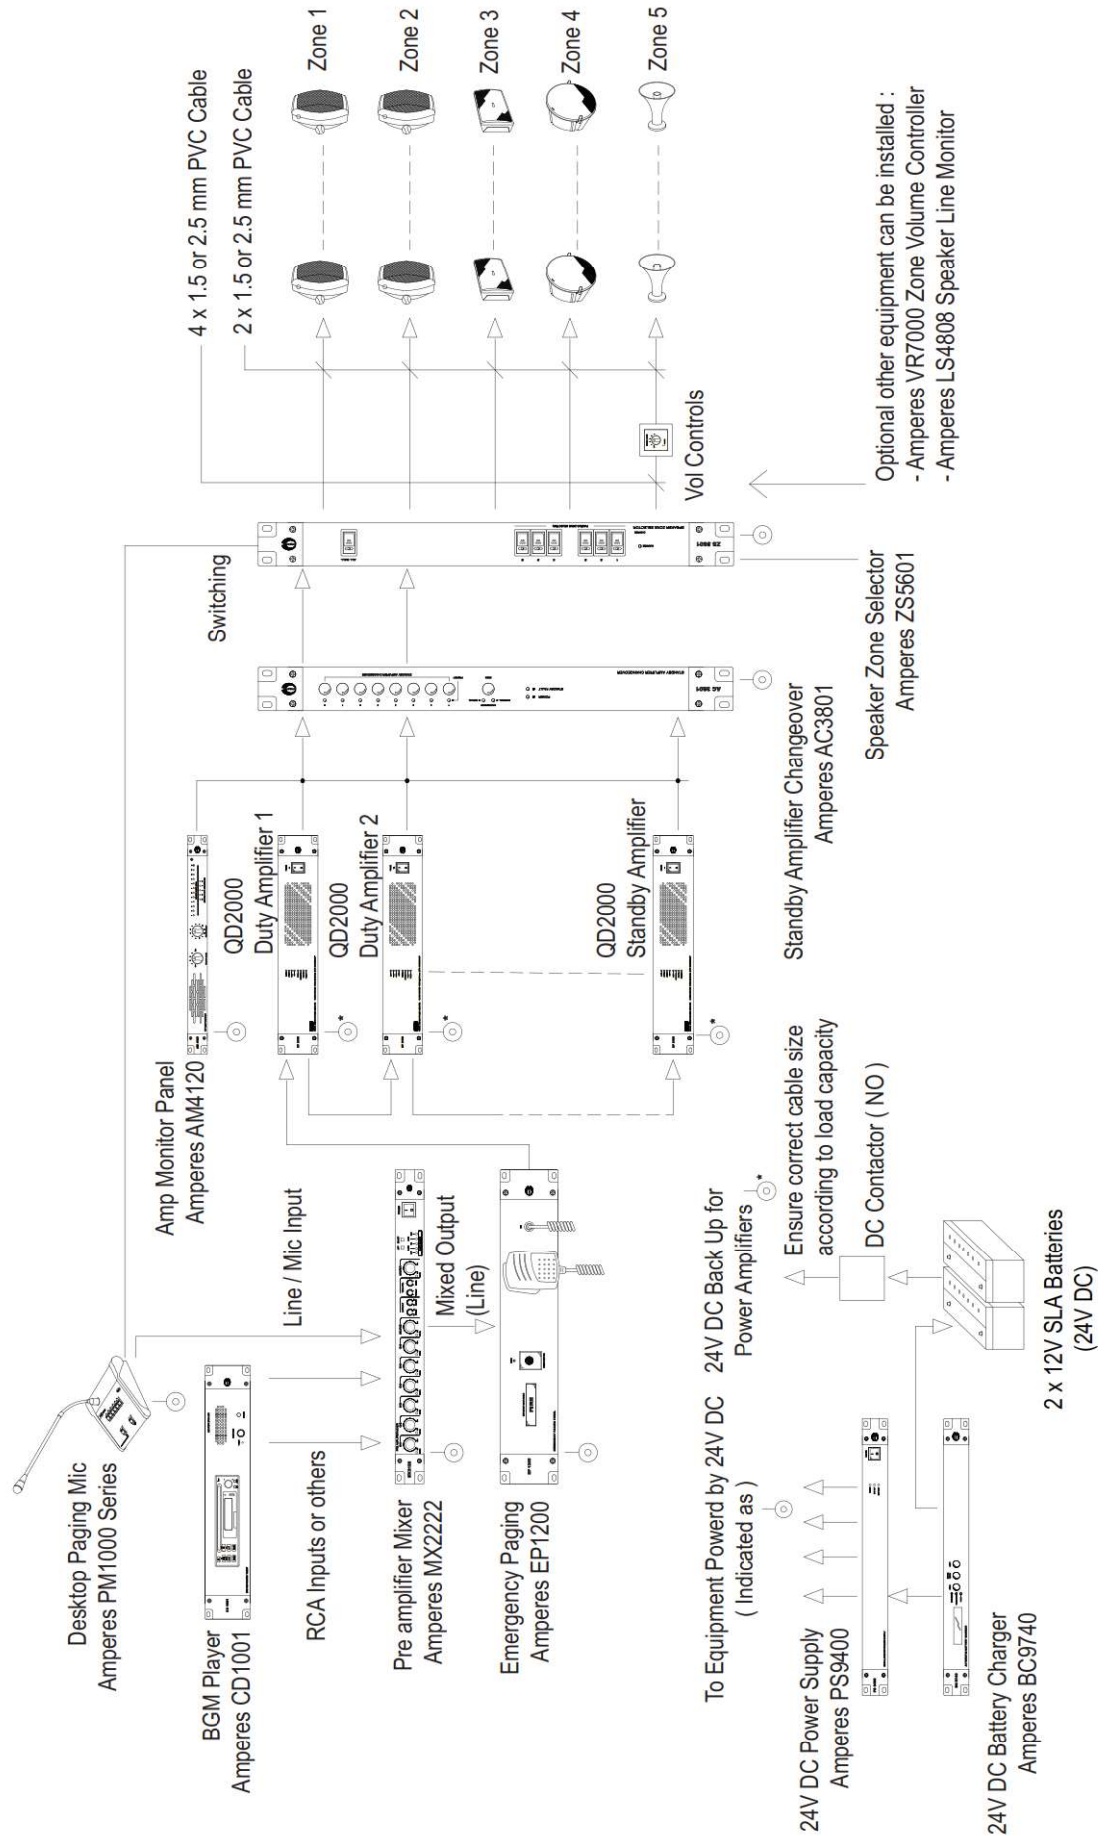 Desktop Paging Mic
Amperes PM1000 Series
BGM Player
Amperes CD1001
RCA Inputs or others
Line / Mic Input
Pre amplifier Mixer
Amperes MX2222
Mixed Output
(Line)
Emergency Paging
Amperes EP1200
Amp Monitor Panel
Amperes AM4120
QD2000
Duty Amplifier 1
QD2000
Duty Amplifier 2
QD2000
Standby Amplifier
*
*
*
Standby Amplifier Changeover
Amperes AC3801
Switching
Speaker Zone Selector
Amperes ZS5601
4 x 1.5 or 2.5 mm PVC Cable
2 x 1.5 or 2.5 mm PVC Cable
Zone 1
Zone 2
Zone 3
Zone 4
Zone 5
Vol Controls
Optional other equipment can be installed :
- Amperes VR7000 Zone Volume Controller
- Amperes LS4808 Speaker Line Monitor
To Equipment Powerd by 24V DC
( Indicated as )
24V DC Back Up for
Power Amplifiers
*
Ensure correct cable size
according to load capacity
DC Contactor ( NO )
24V DC Power Supply
Amperes PS9400
24V DC Battery Charger
Amperes BC9740
2 x 12V SLA Batteries
(24V DC)